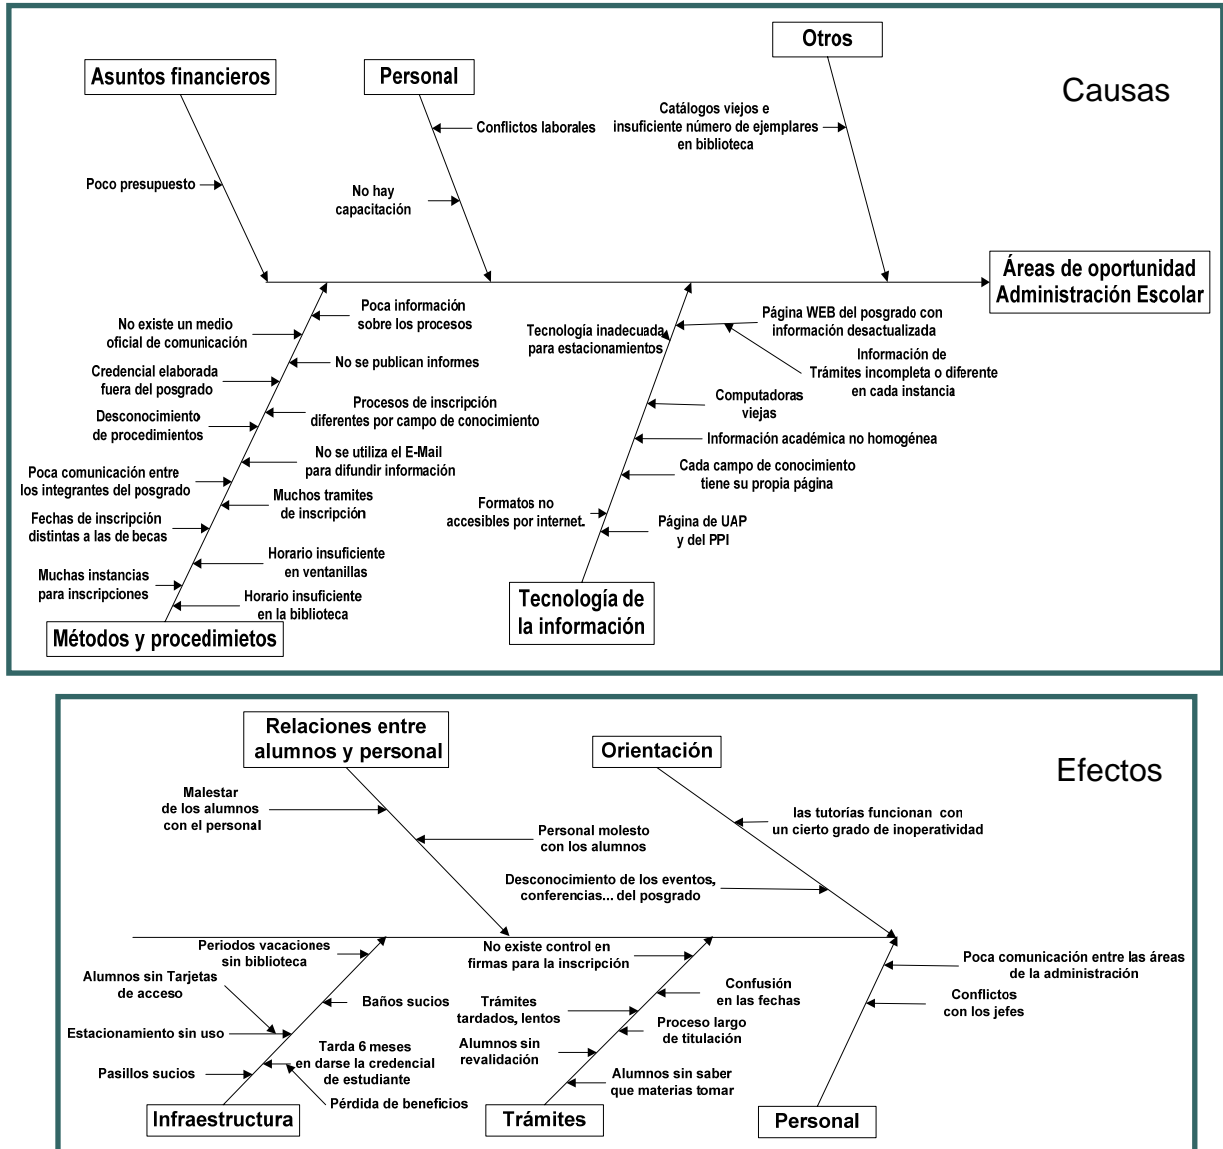 Causas
Asuntos financieros
Personal
Otros
Poco presupuesto
Conflictos laborales
No hay
capacitación
Catálogos viejos e
insuficiente número de ejemplares
en biblioteca
Áreas de oportunidad
Administración Escolar
Poca información
sobre los procesos
No existe un medio
oficial de comunicación
No se publican informes
Credencial elaborada
fuera del posgrado
Procesos de inscripción
diferentes por campo de conocimiento
Desconocimiento
de procedimientos
No se utiliza el E-Mail
para difundir información
Poca comunicación entre
los integrantes del posgrado
Muchos tramites
de inscripción
Fechas de inscripción
distintas a las de becas
Horario insuficiente
en ventanillas
Muchas instancias
para inscripciones
Horario insuficiente
en la biblioteca
Métodos y procedimietos
Tecnología inadecuada
para estacionamientos
Página WEB del posgrado con
información desactualizada
Información de
Trámites incompleta o diferente
en cada instancia
Computadoras
viejas
Información académica no homogénea
Cada campo de conocimiento
tiene su propia página
Formatos no
accesibles por internet.
Página de UAP
y del PPI
Tecnología de
la información
Efectos
Relaciones entre
alumnos y personal
Orientación
Malestar
de los alumnos
con el personal
Personal molesto
con los alumnos
las tutorías funcionan con
un cierto grado de inoperatividad
Desconocimiento de los eventos,
conferencias... del posgrado
Periodos vacaciones
sin biblioteca
Alumnos sin Tarjetas
de acceso
Baños sucios
Estacionamiento sin uso
Tarda 6 meses
en darse la credencial
de estudiante
Pasillos sucios
Pérdida de beneficios
Infraestructura
No existe control en
firmas para la inscripción
Confusión
en las fechas
Trámites
tardados, lentos
Proceso largo
de titulación
Alumnos sin
revalidación
Alumnos sin saber
que materias tomar
Trámites
Poca comunicación entre las áreas
de la administración
Conflictos
con los jefes
Personal